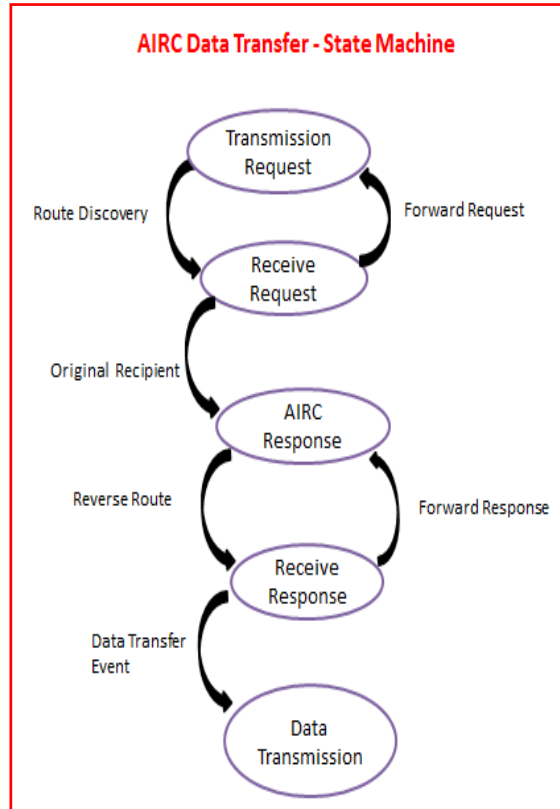 AIRC Data Transfer - State Machine
Transmission
Request
Route Discovery
Forward Request
Receive
Request
Original Recipient
AIRC
Response
Reverse Route
Forward Response
Receive
Response
Data Transfer
Event
Data
Transmission